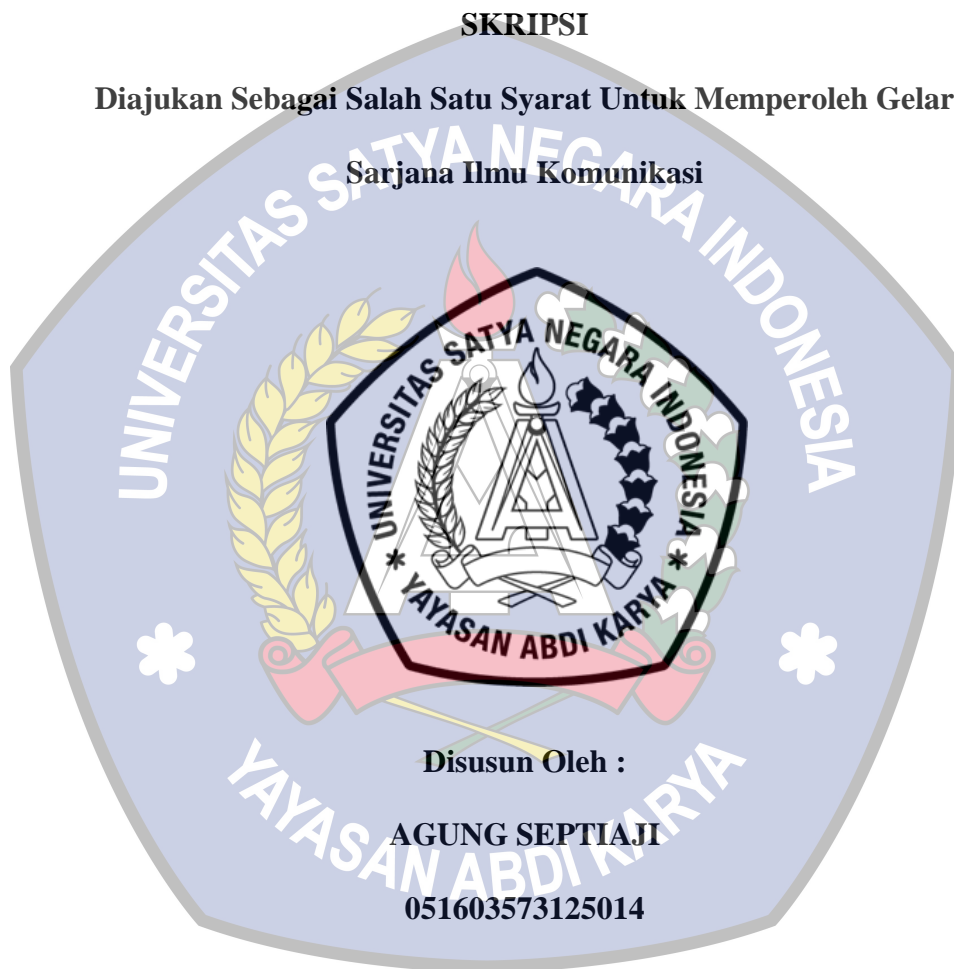 SKRIPSI
Diajukan Sebagai Salah Satu Syarat Untuk Memperoleh Gelar
Sarjana Ilmu Komunikasi
UNIVERSITAS SATYA NEGARA INDONESIA
YAYASAN ABDI KARYA
UNIVERSITAS SATYA NEGARA INDONESIA
* YAYASAN ABDI KARYA *
Disusun Oleh :
AGUNG SEPTIAJI
051603573125014